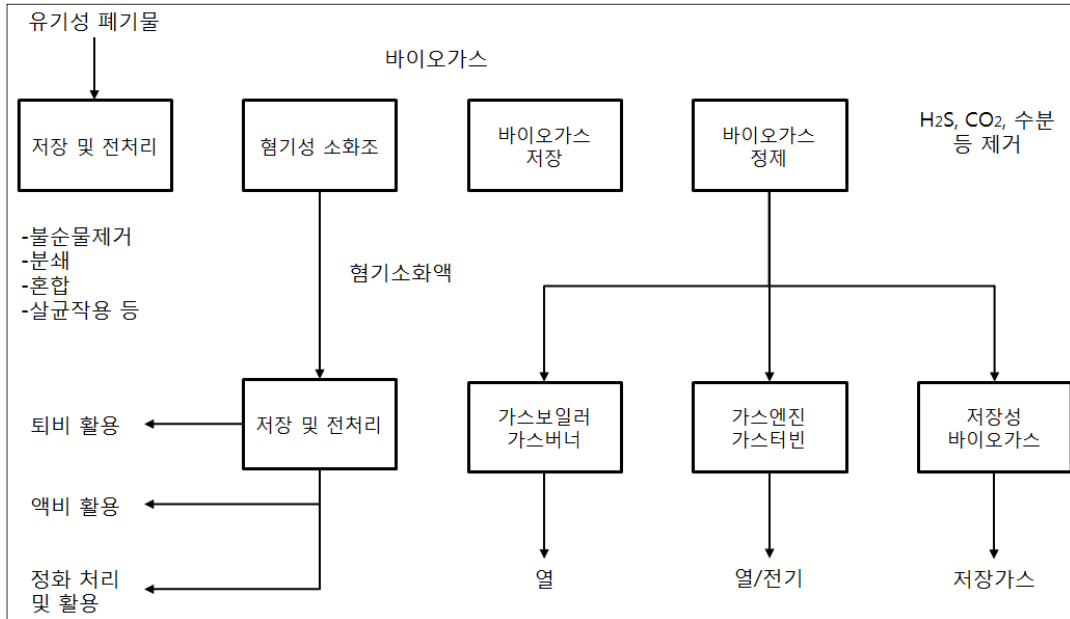 유기성 폐기물
바이오가스
저장 및 전처리
혐기성 소화조
바이오가스
저장
바이오가스
정제
H2S, CO2, 수분
등 제거
-불순물제거
-분쇄
-혼합
-살균작용 등
혐기소화액
퇴비 활용
저장 및 전처리
가스보일러
가스버너
가스엔진
가스터빈
저장성
바이오가스
액비 활용
정화 처리
및 활용
열
열/전기
저장가스